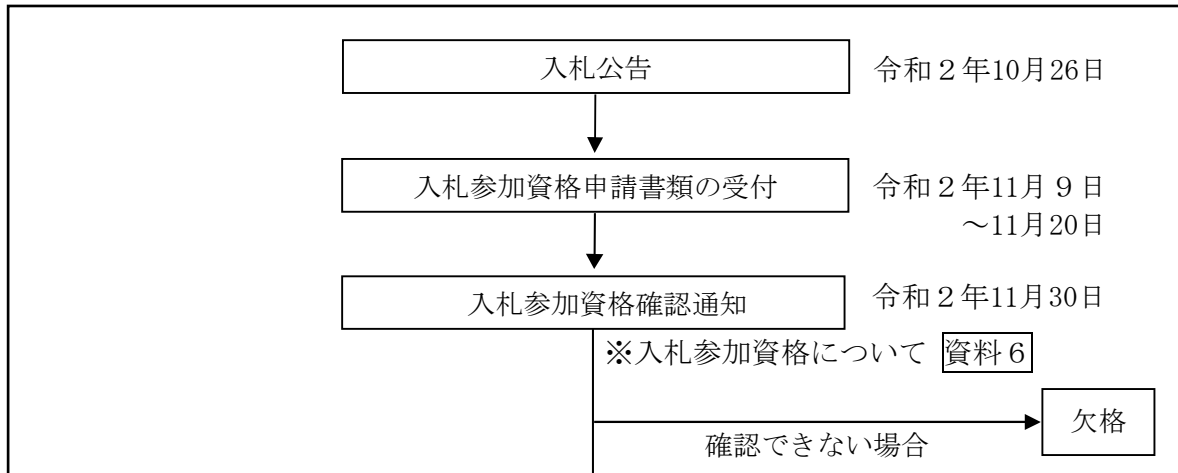 入札公告 令和２年10月26日
入札参加資格申請書類の受付 令和２年11月９日
～11月20日
入札参加資格確認通知 令和２年11月30日
※入札参加資格について 資料６
欠格
確認できない場合